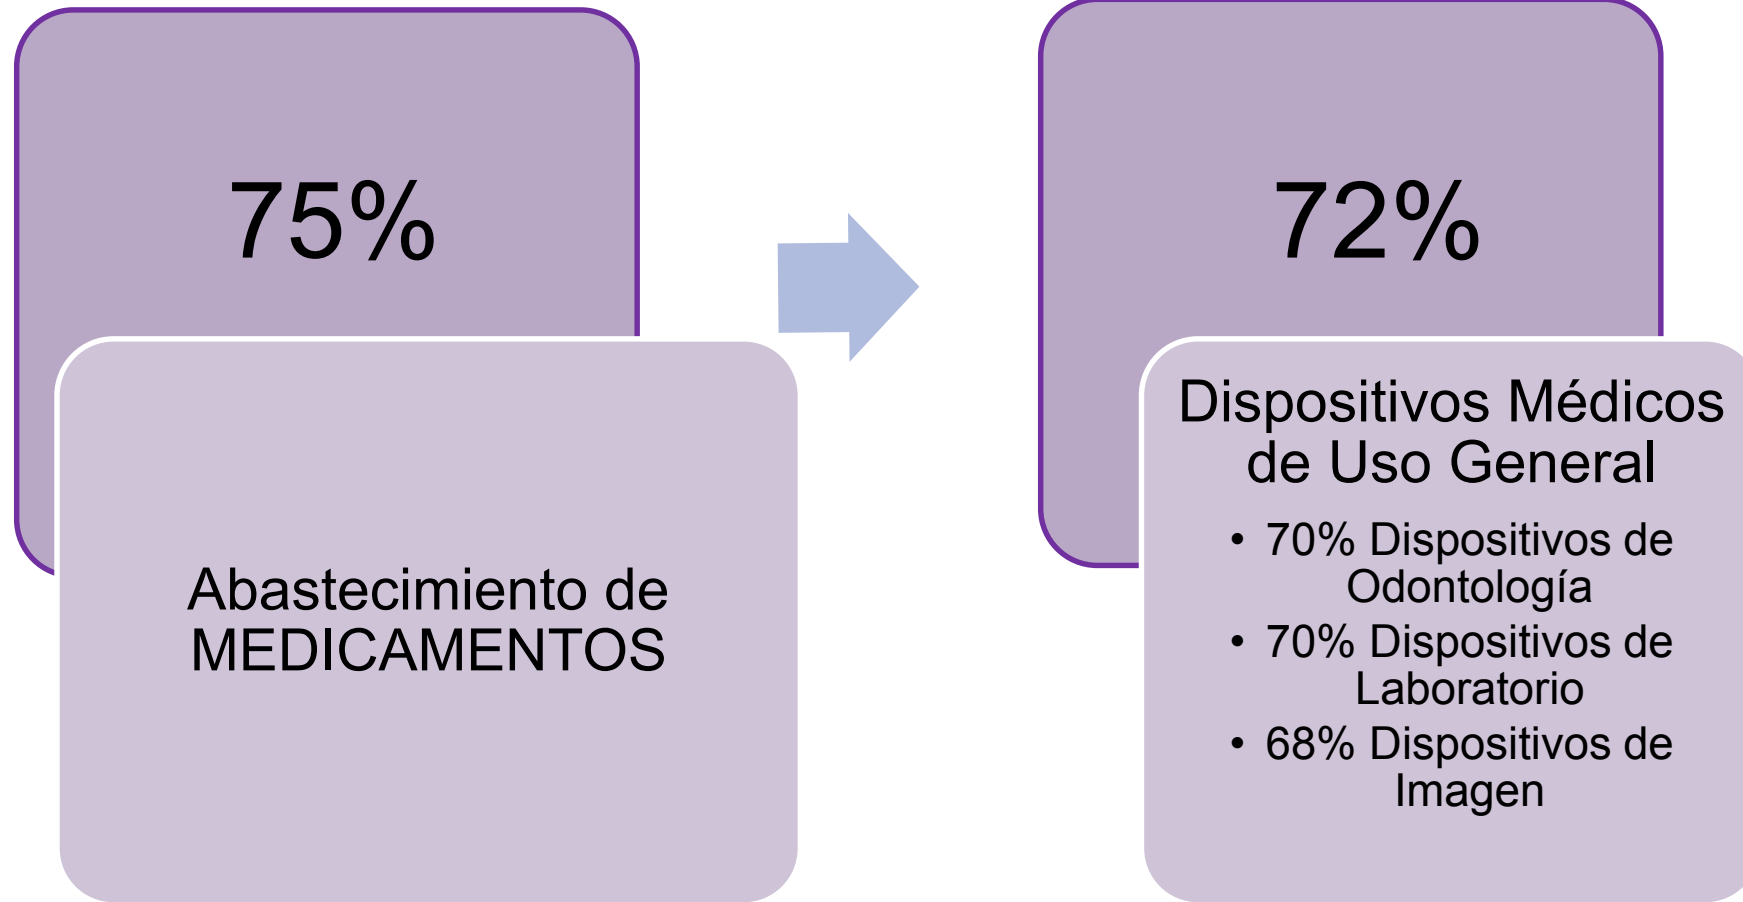 75%
Abastecimiento de
MEDICAMENTOS
72%
Dispositivos Médicos
de Uso General
• 70% Dispositivos de
Odontología
• 70% Dispositivos de
Laboratorio
• 68% Dispositivos de
Imagen